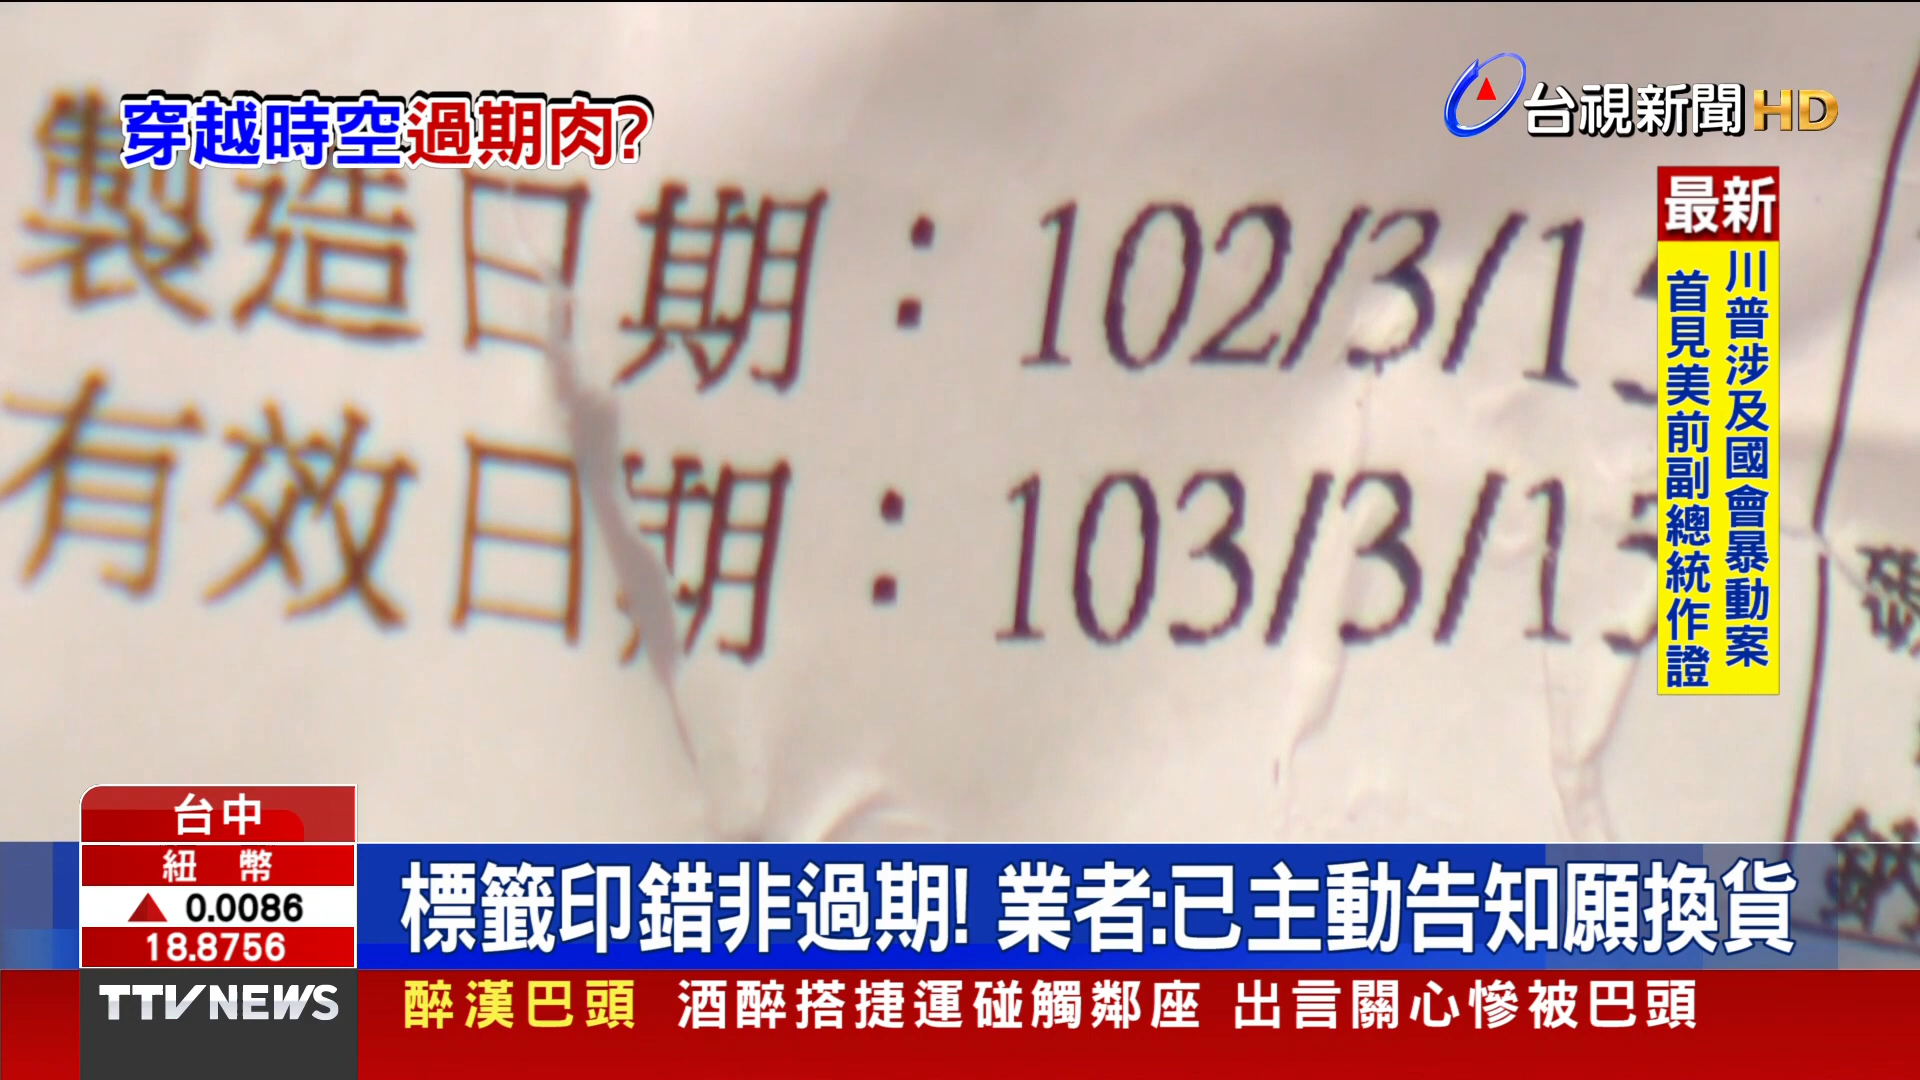 穿越時空過期肉?
台視新聞HD
製造日期：102/3/1
有效日期：103/3/1
最新
川普涉及國會暴動案
首見美前副總統作證
台中
紐幣
▲ 0.0086
18.8756
標籤印錯非過期! 業者:已主動告知願換貨
TTV NEWS
醉漢巴頭 酒醉搭捷運碰觸鄰座 出言關心慘被巴頭